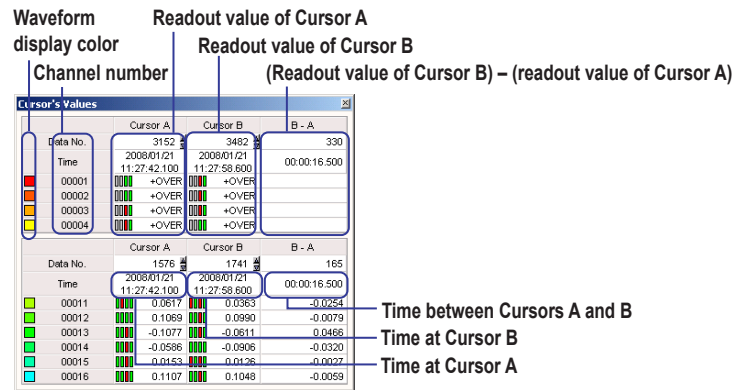 Waveform display color
Readout value of Cursor A
Readout value of Cursor B
Channel number
(Readout value of Cursor B) – (readout value of Cursor A)
Cursor's Values
Cursor A Cursor B B - A
Data No. 3152 3482 330
Time 2008/01/21 11:27:42.100 2008/01/21 11:27:58.600 00:00:16.500
00001 +OVER +OVER
00002 +OVER +OVER
00003 +OVER +OVER
00004 +OVER +OVER
Cursor A Cursor B B - A
Data No. 1576 1741 165
Time 2008/01/21 11:27:42.100 2008/01/21 11:27:58.600 00:00:16.500
00011 0.0617 0.0363 -0.0254
00012 0.1069 0.0990 -0.0079
00013 -0.1077 -0.0611 0.0466
00014 -0.0586 -0.0906 -0.0320
00015 0.0153 0.0126 -0.0027
00016 0.1107 0.1048 -0.0059
Time between Cursors A and B
Time at Cursor B
Time at Cursor A